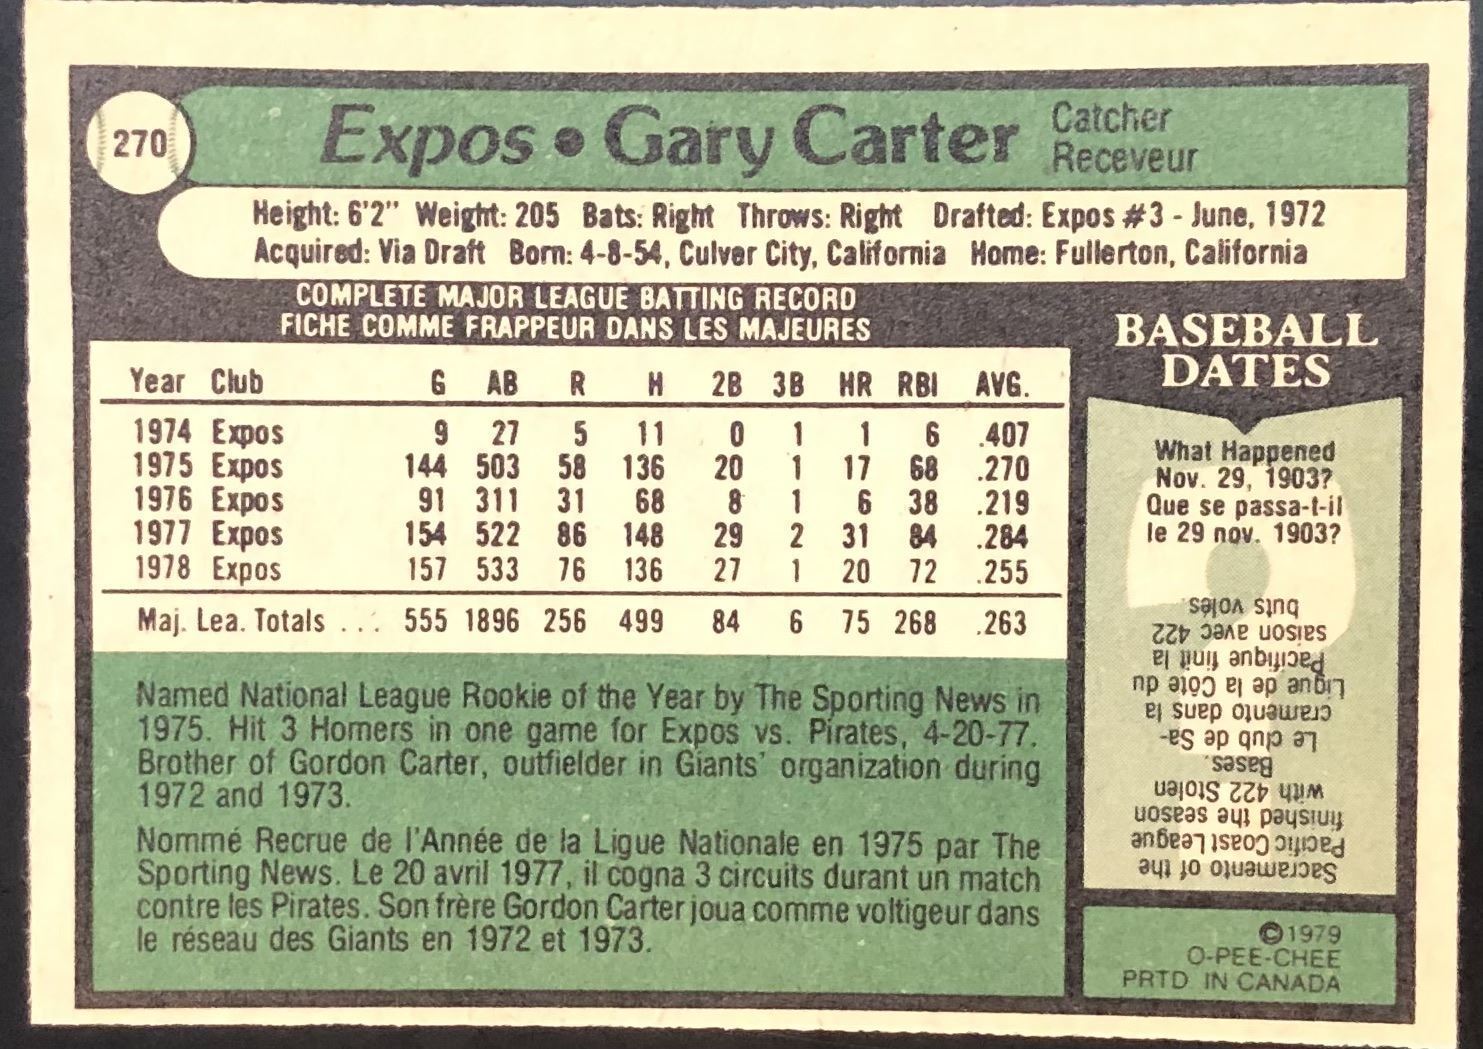 270
Expos • Gary Carter
Catcher
Receveur
Height: 6'2" Weight: 205 Bats: Right Throws: Right Drafted: Expos #3 - June, 1972
Acquired: Via Draft Born: 4-8-54, Culver City, California Home: Fullerton, California
COMPLETE MAJOR LEAGUE BATTING RECORD
FICHE COMME FRAPPEUR DANS LES MAJEURES
Year Club G AB R H 2B 3B HR RBI AVG.
1974 Expos 9 27 5 11 0 1 1 6 .407
1975 Expos 144 503 58 136 20 1 17 68 .270
1976 Expos 91 311 31 68 8 1 6 38 .219
1977 Expos 154 522 86 148 29 2 31 84 .284
1978 Expos 157 533 76 136 27 1 20 72 .255
Maj. Lea. Totals ... 555 1896 256 499 84 6 75 268 .263
Named National League Rookie of the Year by The Sporting News in
1975. Hit 3 Homers in one game for Expos vs. Pirates, 4-20-77.
Brother of Gordon Carter, outfielder in Giants' organization during
1972 and 1973.
Nommé Recrue de l'Année de la Ligue Nationale en 1975 par The
Sporting News. Le 20 avril 1977, il cogna 3 circuits durant un match
contre les Pirates. Son frère Gordon Carter joua comme voltigeur dans
le réseau des Giants en 1972 et 1973.
BASEBALL
DATES
What Happened
Nov. 29, 1903?
Que se passa-t-il
le 29 nov. 1903?
Sacramento of the
Pacific Coast League
finished the season
with 422 Stolen
Bases.
Le club de Sa-
cramento dans la
Ligue de la Côte du
Pacifique finit la
saison avec 422
buts volés.
©1979
O-PEE-CHEE
PRTD. IN CANADA